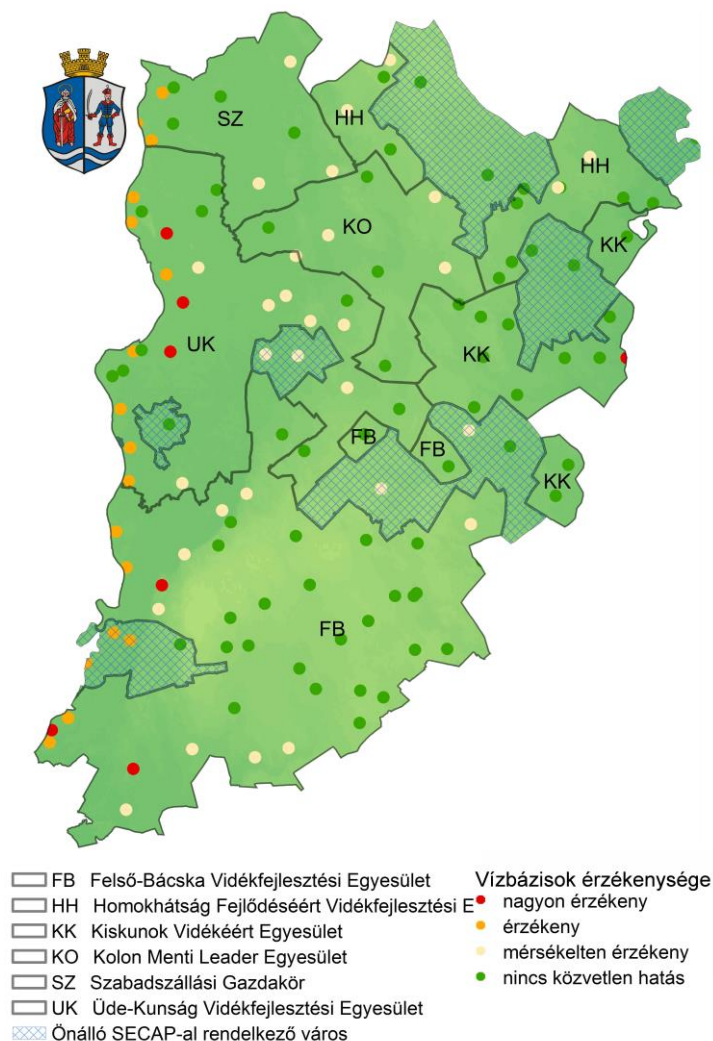 SZ
HH
HH
KO
KK
UK
KK
FB
FB
KK
FB
FB Felső-Bácska Vidékfejlesztési Egyesület
HH Homokhátság Fejlődéséért Vidékfejlesztési E
KK Kiskunok Vidékéért Egyesület
KO Kolon Menti Leader Egyesület
SZ Szabadszállási Gazdakör
UK Üde-Kunság Vidékfejlesztési Egyesület
Önálló SECAP-al rendelkező város
Vízbázisok érzékenysége
nagyon érzékeny
érzékeny
mérsékelten érzékeny
nincs közvetlen hatás